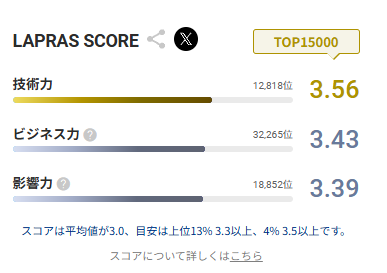 LAPRAS SCORE
TOP15000
技術力 12,818位 3.56
ビジネス力 ? 32,265位 3.43
影響力 ? 18,852位 3.39
スコアは平均値が3.0、目安は上位13% 3.3以上、4% 3.5以上です。
スコアについて詳しくはこちら